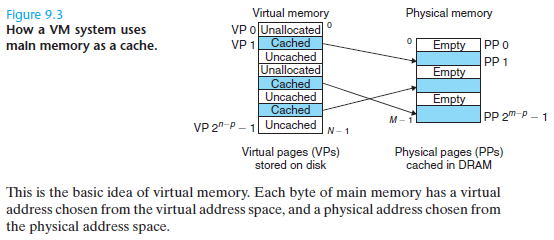 Figure 9.3
How a VM system uses
main memory as a cache.
Virtual memory
Physical memory
VP 0 Unallocated 0
VP 1 Cached
Uncached
Unallocated
Cached
Uncached
Cached
VP 2ⁿ⁻ᵖ − 1 Uncached N − 1
0 Empty PP 0
PP 1
Empty
Empty
M − 1 PP 2ᵐ⁻ᵖ − 1
Virtual pages (VPs)
stored on disk
Physical pages (PPs)
cached in DRAM
This is the basic idea of virtual memory. Each byte of main memory has a virtual
address chosen from the virtual address space, and a physical address chosen from
the physical address space.